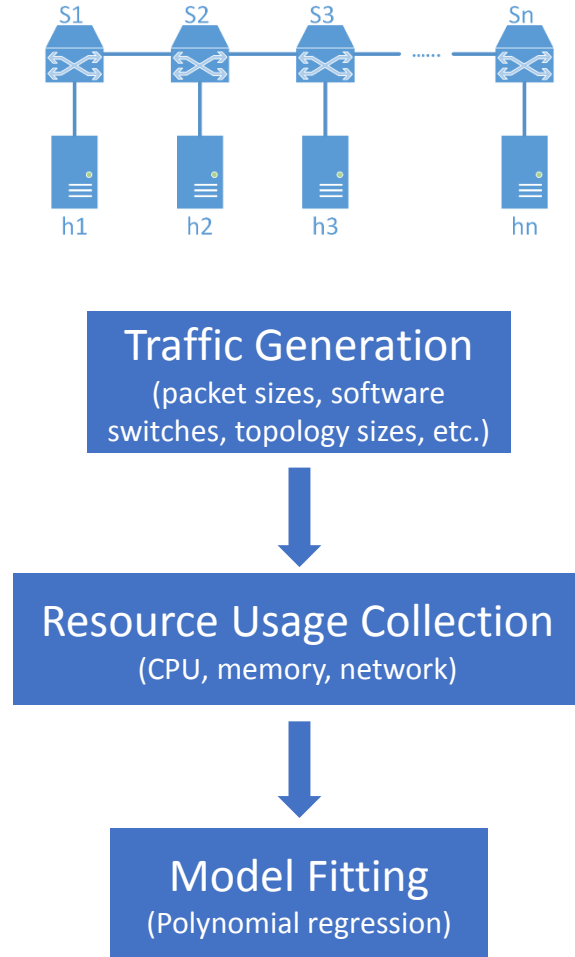 S1 S2 S3 Sn
......
h1 h2 h3 hn
Traffic Generation
(packet sizes, software
switches, topology sizes, etc.)
Resource Usage Collection
(CPU, memory, network)
Model Fitting
(Polynomial regression)